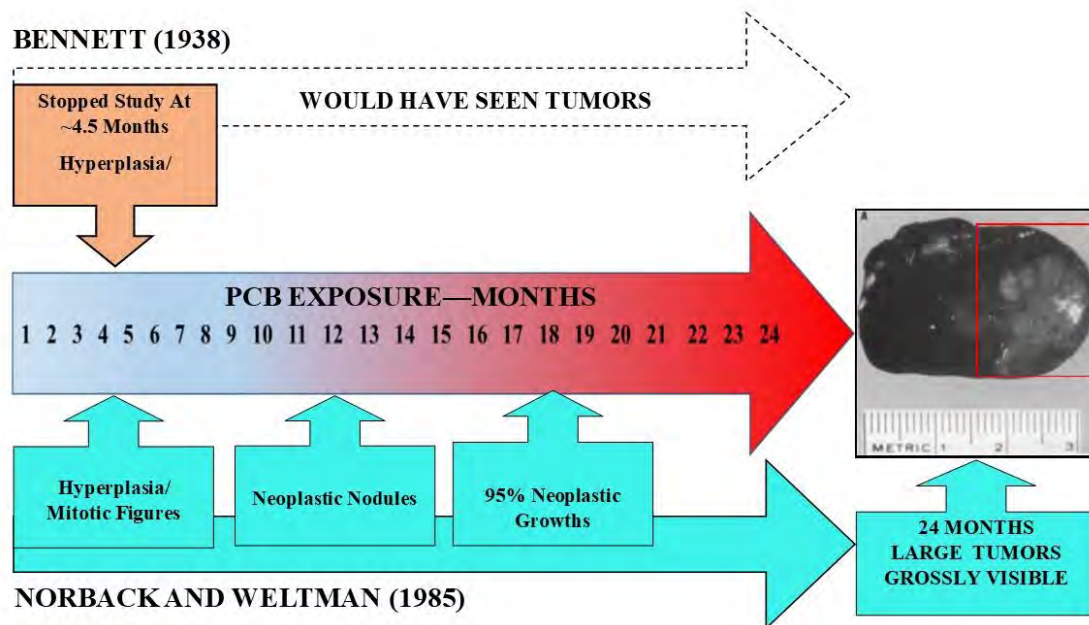 BENNETT (1938)
Stopped Study At
~4.5 Months
Hyperplasia/
WOULD HAVE SEEN TUMORS
PCB EXPOSURE—MONTHS
1 2 3 4 5 6 7 8 9 10 11 12 13 14 15 16 17 18 19 20 21 22 23 24
A
METRIC 1 2 3
Hyperplasia/
Mitotic Figures
Neoplastic Nodules
95% Neoplastic
Growths
24 MONTHS
LARGE TUMORS
GROSSLY VISIBLE
NORBACK AND WELTMAN (1985)